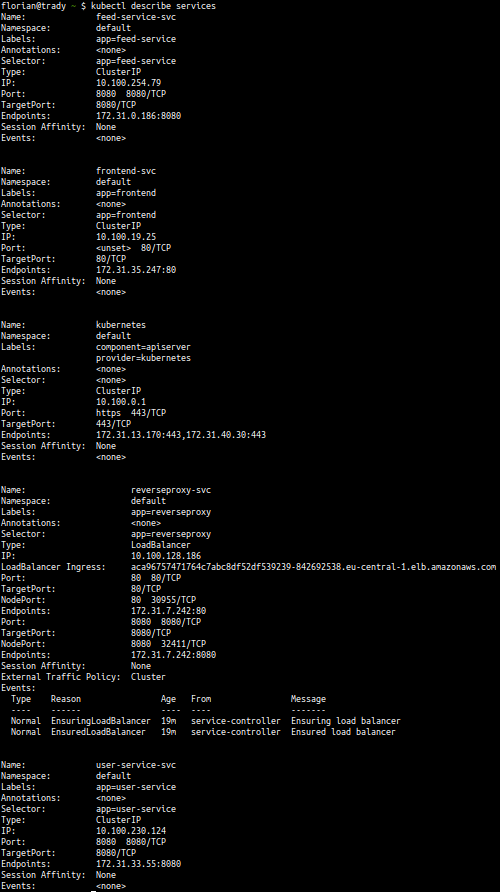 florian@trady ~ $ kubectl describe services
Name:              feed-service-svc
Namespace:         default
Labels:            app=feed-service
Annotations:       <none>
Selector:          app=feed-service
Type:              ClusterIP
IP:                10.100.254.79
Port:              8080  8080/TCP
TargetPort:        8080/TCP
Endpoints:         172.31.0.186:8080
Session Affinity:  None
Events:            <none>

Name:              frontend-svc
Namespace:         default
Labels:            app=frontend
Annotations:       <none>
Selector:          app=frontend
Type:              ClusterIP
IP:                10.100.19.25
Port:              <unset>  80/TCP
TargetPort:        80/TCP
Endpoints:         172.31.35.247:80
Session Affinity:  None
Events:            <none>

Name:              kubernetes
Namespace:         default
Labels:            component=apiserver
                   provider=kubernetes
Annotations:       <none>
Selector:          <none>
Type:              ClusterIP
IP:                10.100.0.1
Port:              https  443/TCP
TargetPort:        443/TCP
Endpoints:         172.31.13.170:443,172.31.40.30:443
Session Affinity:  None
Events:            <none>

Name:                     reverseproxy-svc
Namespace:                default
Labels:                   app=reverseproxy
Annotations:              <none>
Selector:                 app=reverseproxy
Type:                     LoadBalancer
IP:                       10.100.128.186
LoadBalancer Ingress:     aca96757471764c7abc8df52df539239-842692538.eu-central-1.elb.amazonaws.com
Port:                     80  80/TCP
TargetPort:               80/TCP
NodePort:                 80  30955/TCP
Endpoints:                172.31.7.242:80
Port:                     8080  8080/TCP
TargetPort:               8080/TCP
NodePort:                 8080  32411/TCP
Endpoints:                172.31.7.242:8080
Session Affinity:         None
External Traffic Policy:  Cluster
Events:
  Type    Reason                Age   From                Message
  ----    ------                ----  ----                -------
  Normal  EnsuringLoadBalancer  19m   service-controller  Ensuring load balancer
  Normal  EnsuredLoadBalancer   19m   service-controller  Ensured load balancer

Name:              user-service-svc
Namespace:         default
Labels:            app=user-service
Annotations:       <none>
Selector:          app=user-service
Type:              ClusterIP
IP:                10.100.230.124
Port:              8080  8080/TCP
TargetPort:        8080/TCP
Endpoints:         172.31.33.55:8080
Session Affinity:  None
Events:            <none>